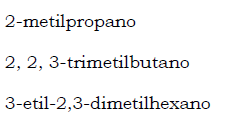 2-metilpropano
2, 2, 3-trimetilbutano
3-etil-2,3-dimetilhexano